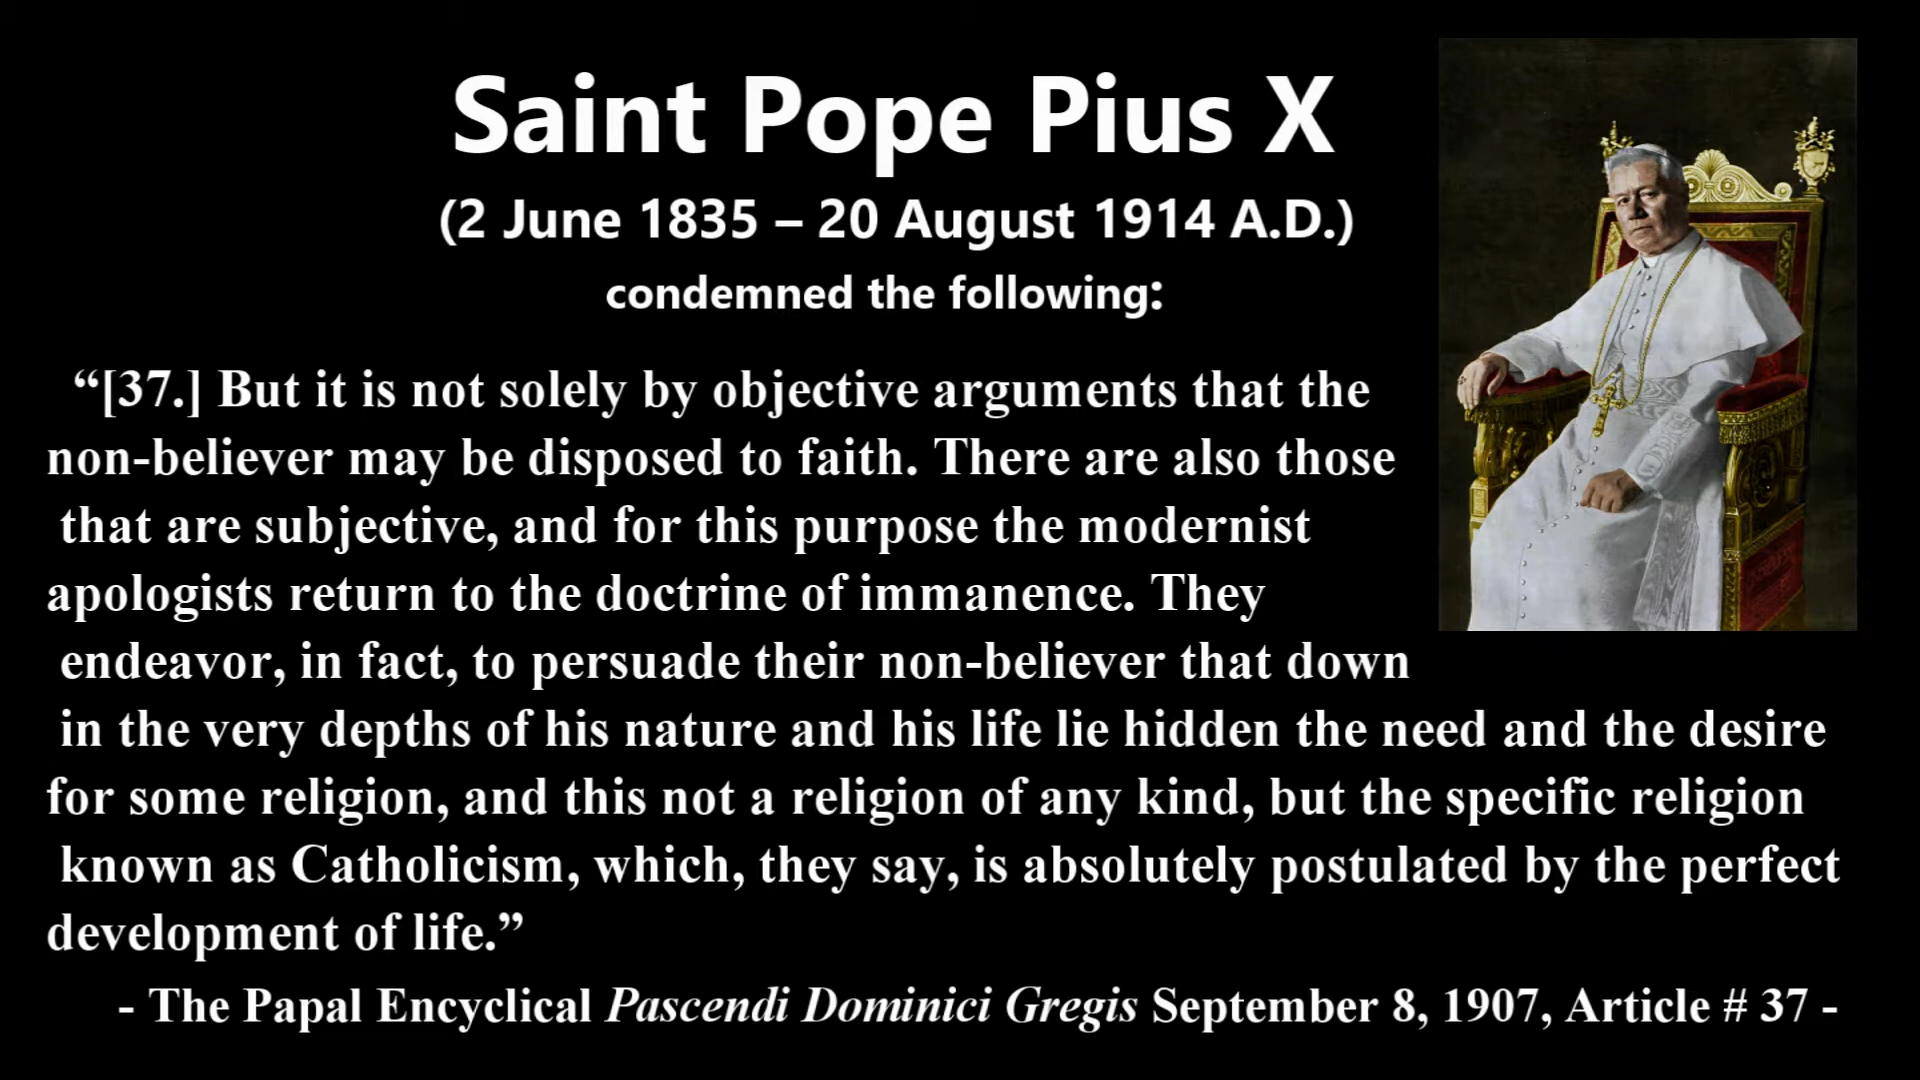 Saint Pope Pius X
(2 June 1835 – 20 August 1914 A.D.)
condemned the following:
“[37.] But it is not solely by objective arguments that the
non-believer may be disposed to faith. There are also those
that are subjective, and for this purpose the modernist
apologists return to the doctrine of immanence. They
endeavor, in fact, to persuade their non-believer that down
in the very depths of his nature and his life lie hidden the need and the desire
for some religion, and this not a religion of any kind, but the specific religion
known as Catholicism, which, they say, is absolutely postulated by the perfect
development of life.”
- The Papal Encyclical Pascendi Dominici Gregis September 8, 1907, Article # 37 -